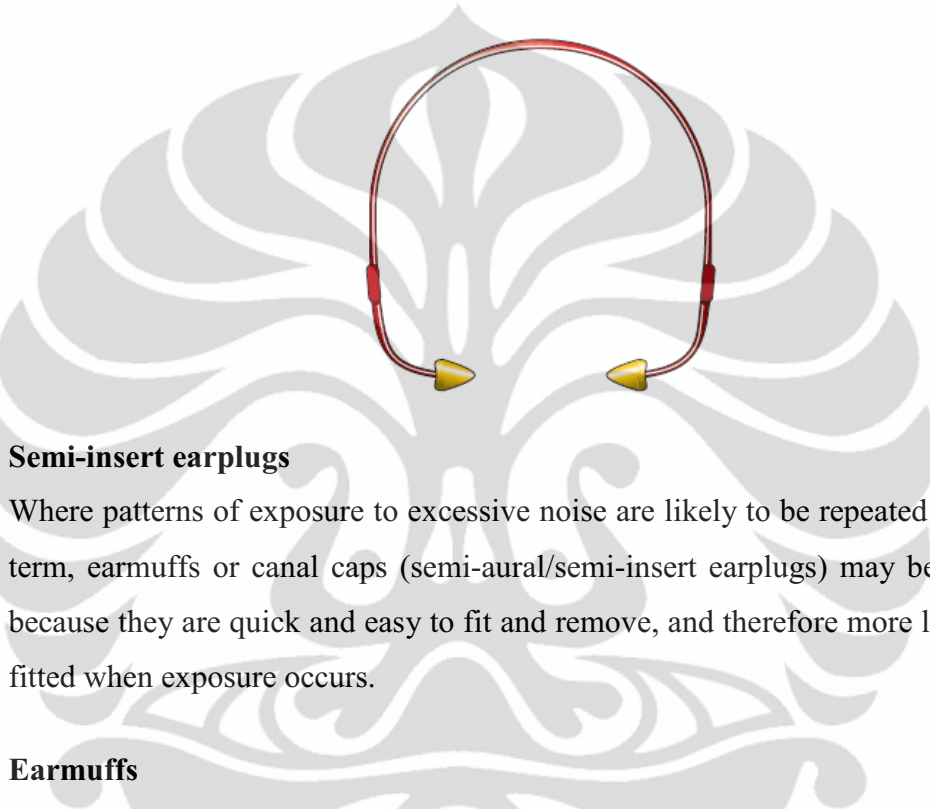 Semi-insert earplugs
Where patterns of exposure to excessive noise are likely to be repeated
term, earmuffs or canal caps (semi-aural/semi-insert earplugs) may be
because they are quick and easy to fit and remove, and therefore more
fitted when exposure occurs.
Earmuffs